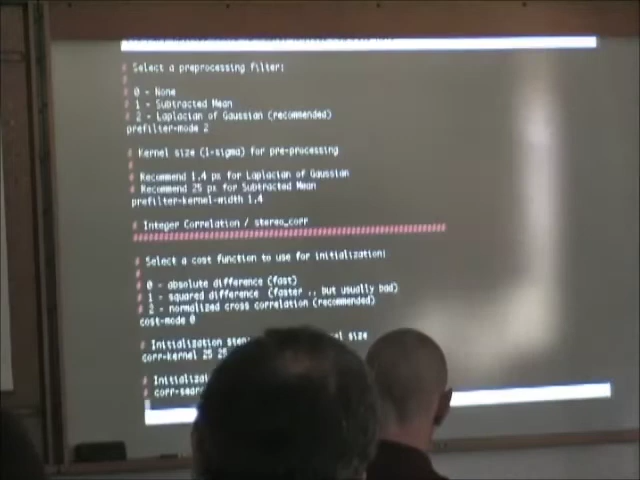 # Select a preprocessing filter:
#
# 0 - None
# 1 - Subtracted Mean
# 2 - Laplacian of Gaussian (recommended)
prefilter-mode 2
# Kernel size (1-sigma) for pre-processing
#
# Recommend 1.4 px for Laplacian of Gaussian
# Recommend 25 px for Subtracted Mean
prefilter-kernel-width 1.4
# Integer Correlation / stereo_corr
# Select a cost function to use for initialization:
#
# 0 - absolute difference (fast)
# 1 - squared difference (faster .. but usually bad)
# 2 - normalized cross correlation (recommended)
cost-mode 0
# Initialization size
corr-kernel 25 25
#
#